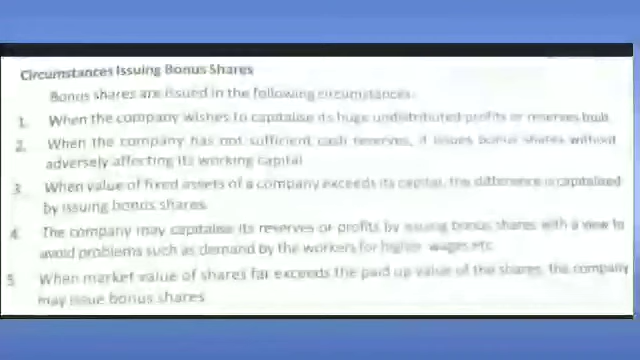 Circumstances Issuing Bonus Shares
Bonus shares are issued in the following circumstances:
1. When the company wishes to capitalise its huge undistributed profits or reserves built.
2. When the company has not sufficient cash reserves, it issues bonus shares without
adversely affecting its working capital
3. When value of fixed assets of a company exceeds its capital, the difference is capitalised
by issuing bonus shares.
4. The company may capitalise its reserves or profits by issuing bonus shares with a view to
avoid problems such as demand by the workers for higher wages etc.
5. When market value of shares far exceeds the paid up value of the shares, the company
may issue bonus shares